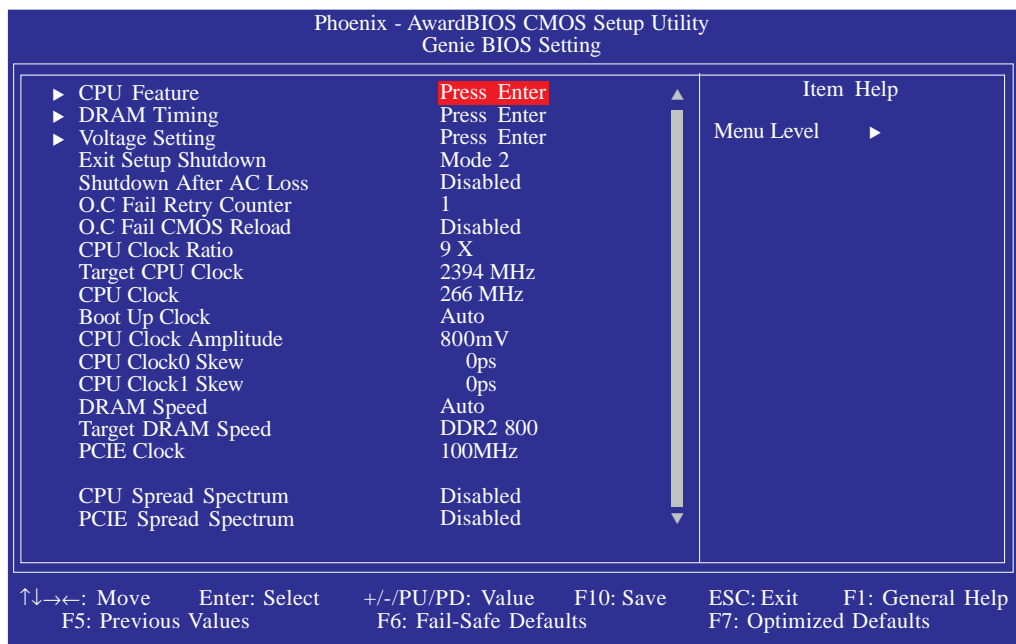 Phoenix - AwardBIOS CMOS Setup Utility
Genie BIOS Setting
▶ CPU Feature Press Enter
▶ DRAM Timing Press Enter
▶ Voltage Setting Press Enter
Exit Setup Shutdown Mode 2
Shutdown After AC Loss Disabled
O.C Fail Retry Counter 1
O.C Fail CMOS Reload Disabled
CPU Clock Ratio 9 X
Target CPU Clock 2394 MHz
CPU Clock 266 MHz
Boot Up Clock Auto
CPU Clock Amplitude 800mV
CPU Clock0 Skew 0ps
CPU Clock1 Skew 0ps
DRAM Speed Auto
Target DRAM Speed DDR2 800
PCIE Clock 100MHz
CPU Spread Spectrum Disabled
PCIE Spread Spectrum Disabled
Item Help
Menu Level ▶
↑↓→←: Move Enter: Select +/-/PU/PD: Value F10: Save ESC: Exit F1: General Help
F5: Previous Values F6: Fail-Safe Defaults F7: Optimized Defaults